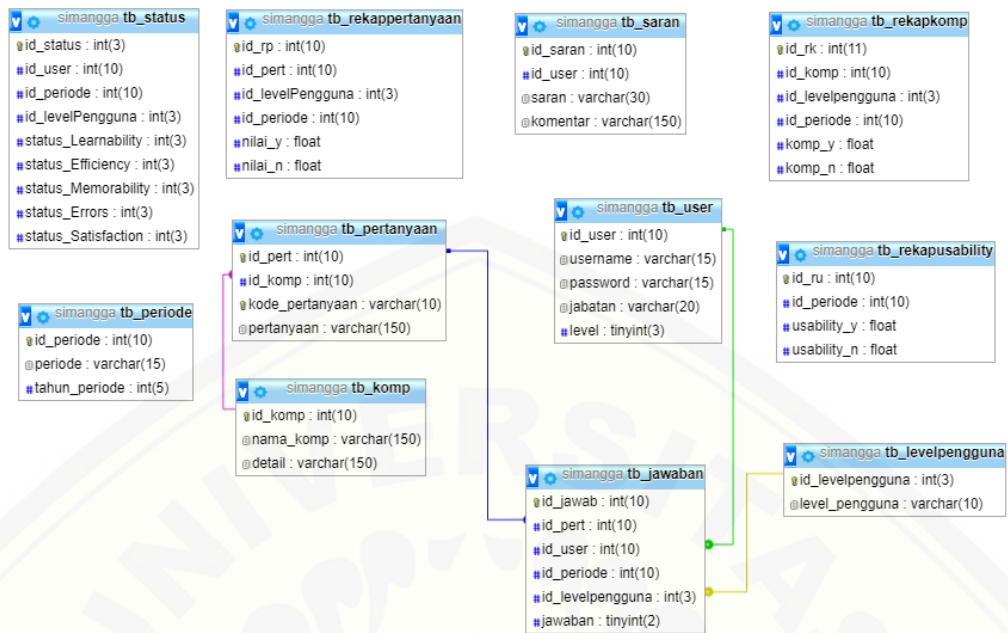 simangga tb_status
id_status : int(3)
id_user : int(10)
id_periode : int(10)
id_levelPengguna : int(3)
status_Learnability : int(3)
status_Efficiency : int(3)
status_Memorability : int(3)
status_Errors : int(3)
status_Satisfaction : int(3)
simangga tb_rekappertanyaan
id_rp : int(10)
id_pert : int(10)
id_levelPengguna : int(3)
id_periode : int(10)
nilai_y : float
nilai_n : float
simangga tb_saran
id_saran : int(10)
id_user : int(10)
saran : varchar(30)
komentar : varchar(150)
simangga tb_rekapkomp
id_rk : int(11)
id_komp : int(10)
id_levelpengguna : int(3)
id_periode : int(10)
komp_y : float
komp_n : float
simangga tb_pertanyaan
id_pert : int(10)
id_komp : int(10)
kode_pertanyaan : varchar(10)
pertanyaan : varchar(150)
simangga tb_user
id_user : int(10)
username : varchar(15)
password : varchar(15)
jabatan : varchar(20)
level : tinyint(3)
simangga tb_rekapusability
id_ru : int(10)
id_periode : int(10)
usability_y : float
usability_n : float
simangga tb_periode
id_periode : int(10)
periode : varchar(15)
tahun_periode : int(5)
simangga tb_komp
id_komp : int(10)
nama_komp : varchar(150)
detail : varchar(150)
simangga tb_jawaban
id_jawab : int(10)
id_pert : int(10)
id_user : int(10)
id_periode : int(10)
id_levelpengguna : int(3)
jawaban : tinyint(2)
simangga tb_levelpengguna
id_levelpengguna : int(3)
level_pengguna : varchar(10)
UNIVERSITA